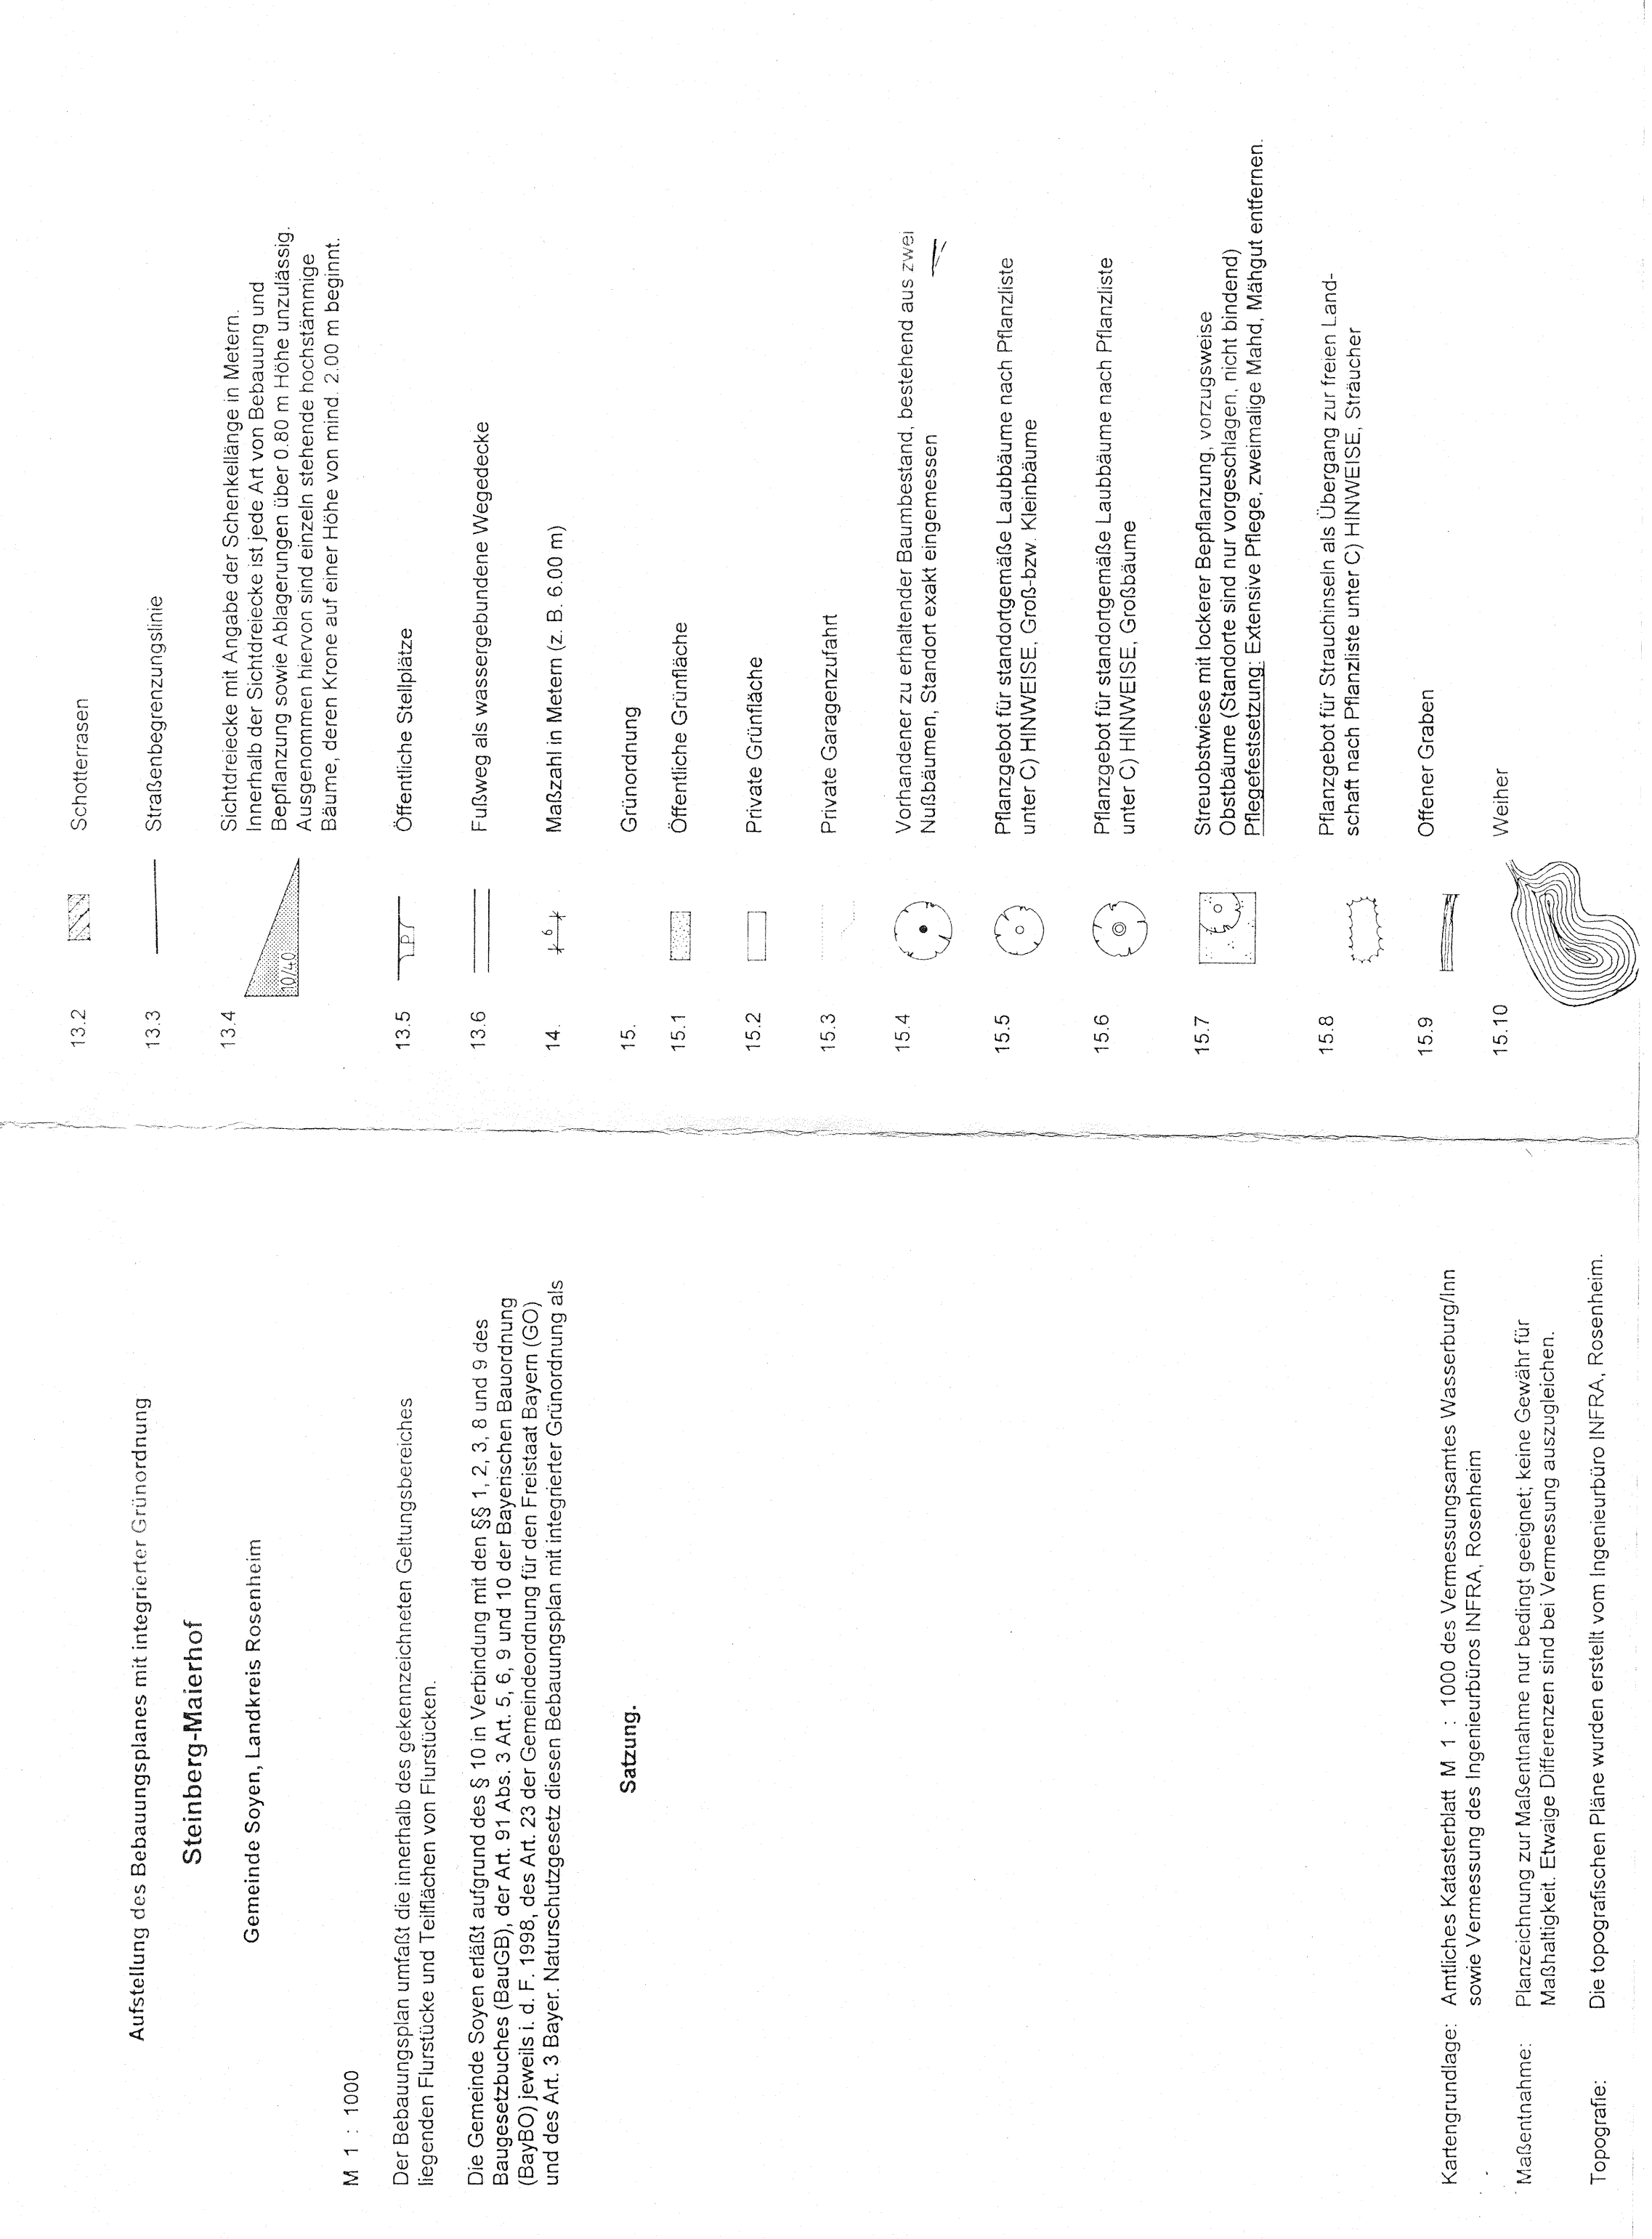 Aufstellung des Bebauungsplanes mit integrierter Grünordnung
Steinberg-Maierhof
Gemeinde Soyen, Landkreis Rosenheim
M 1 : 1000
Der Bebauungsplan umfaßt die innerhalb des gekennzeichneten Geltungsbereiches
liegenden Flurstücke und Teilflächen von Flurstücken.
Die Gemeinde Soyen erläßt aufgrund des § 10 in Verbindung mit den §§ 1, 2, 3, 8 und 9 des
Baugesetzbuches (BauGB), der Art. 91 Abs. 3 Art. 5, 6, 9 und 10 der Bayerischen Bauordnung
(BayBO) jeweils i. d. F. 1998, des Art. 23 der Gemeindeordnung für den Freistaat Bayern (GO)
und des Art. 3 Bayer. Naturschutzgesetz diesen Bebauungsplan mit integrierter Grünordnung als
Satzung.
Kartengrundlage: Amtliches Katasterblatt M 1 : 1000 des Vermessungsamtes Wasserburg/Inn
sowie Vermessung des Ingenieurbüros INFRA, Rosenheim
Maßentnahme: Planzeichnung zur Maßentnahme nur bedingt geeignet; keine Gewähr für
Maßhaltigkeit. Etwaige Differenzen sind bei Vermessung auszugleichen.
Topografie: Die topografischen Pläne wurden erstellt vom Ingenieurbüro INFRA, Rosenheim.
13.2 Schotterrasen
13.3 Straßenbegrenzungslinie
13.4 Sichtdreiecke mit Angabe der Schenkellänge in Metern.
Innerhalb der Sichtdreiecke ist jede Art von Bebauung und
10/40 Bepflanzung sowie Ablagerungen über 0.80 m Höhe unzulässig.
Ausgenommen hiervon sind einzeln stehende hochstämmige
Bäume, deren Krone auf einer Höhe von mind. 2.00 m beginnt.
13.5 P Öffentliche Stellplätze
13.6 Fußweg als wassergebundene Wegedecke
14. 6 Maßzahl in Metern (z. B. 6.00 m)
15. Grünordnung
15.1 Öffentliche Grünfläche
15.2 Private Grünfläche
15.3 Private Garagenzufahrt
15.4 Vorhandener zu erhaltender Baumbestand, bestehend aus zwei
Nußbäumen, Standort exakt eingemessen
15.5 Pflanzgebot für standortgemäße Laubbäume nach Pflanzliste
unter C) HINWEISE, Groß-bzw. Kleinbäume
15.6 Pflanzgebot für standortgemäße Laubbäume nach Pflanzliste
unter C) HINWEISE, Großbäume
15.7 Streuobstwiese mit lockerer Bepflanzung, vorzugsweise
Obstbäume (Standorte sind nur vorgeschlagen, nicht bindend)
Pflegefestsetzung: Extensive Pflege, zweimalige Mahd, Mähgut entfernen.
15.8 Pflanzgebot für Strauchinseln als Übergang zur freien Land-
schaft nach Pflanzliste unter C) HINWEISE, Sträucher
15.9 Offener Graben
15.10 Weiher